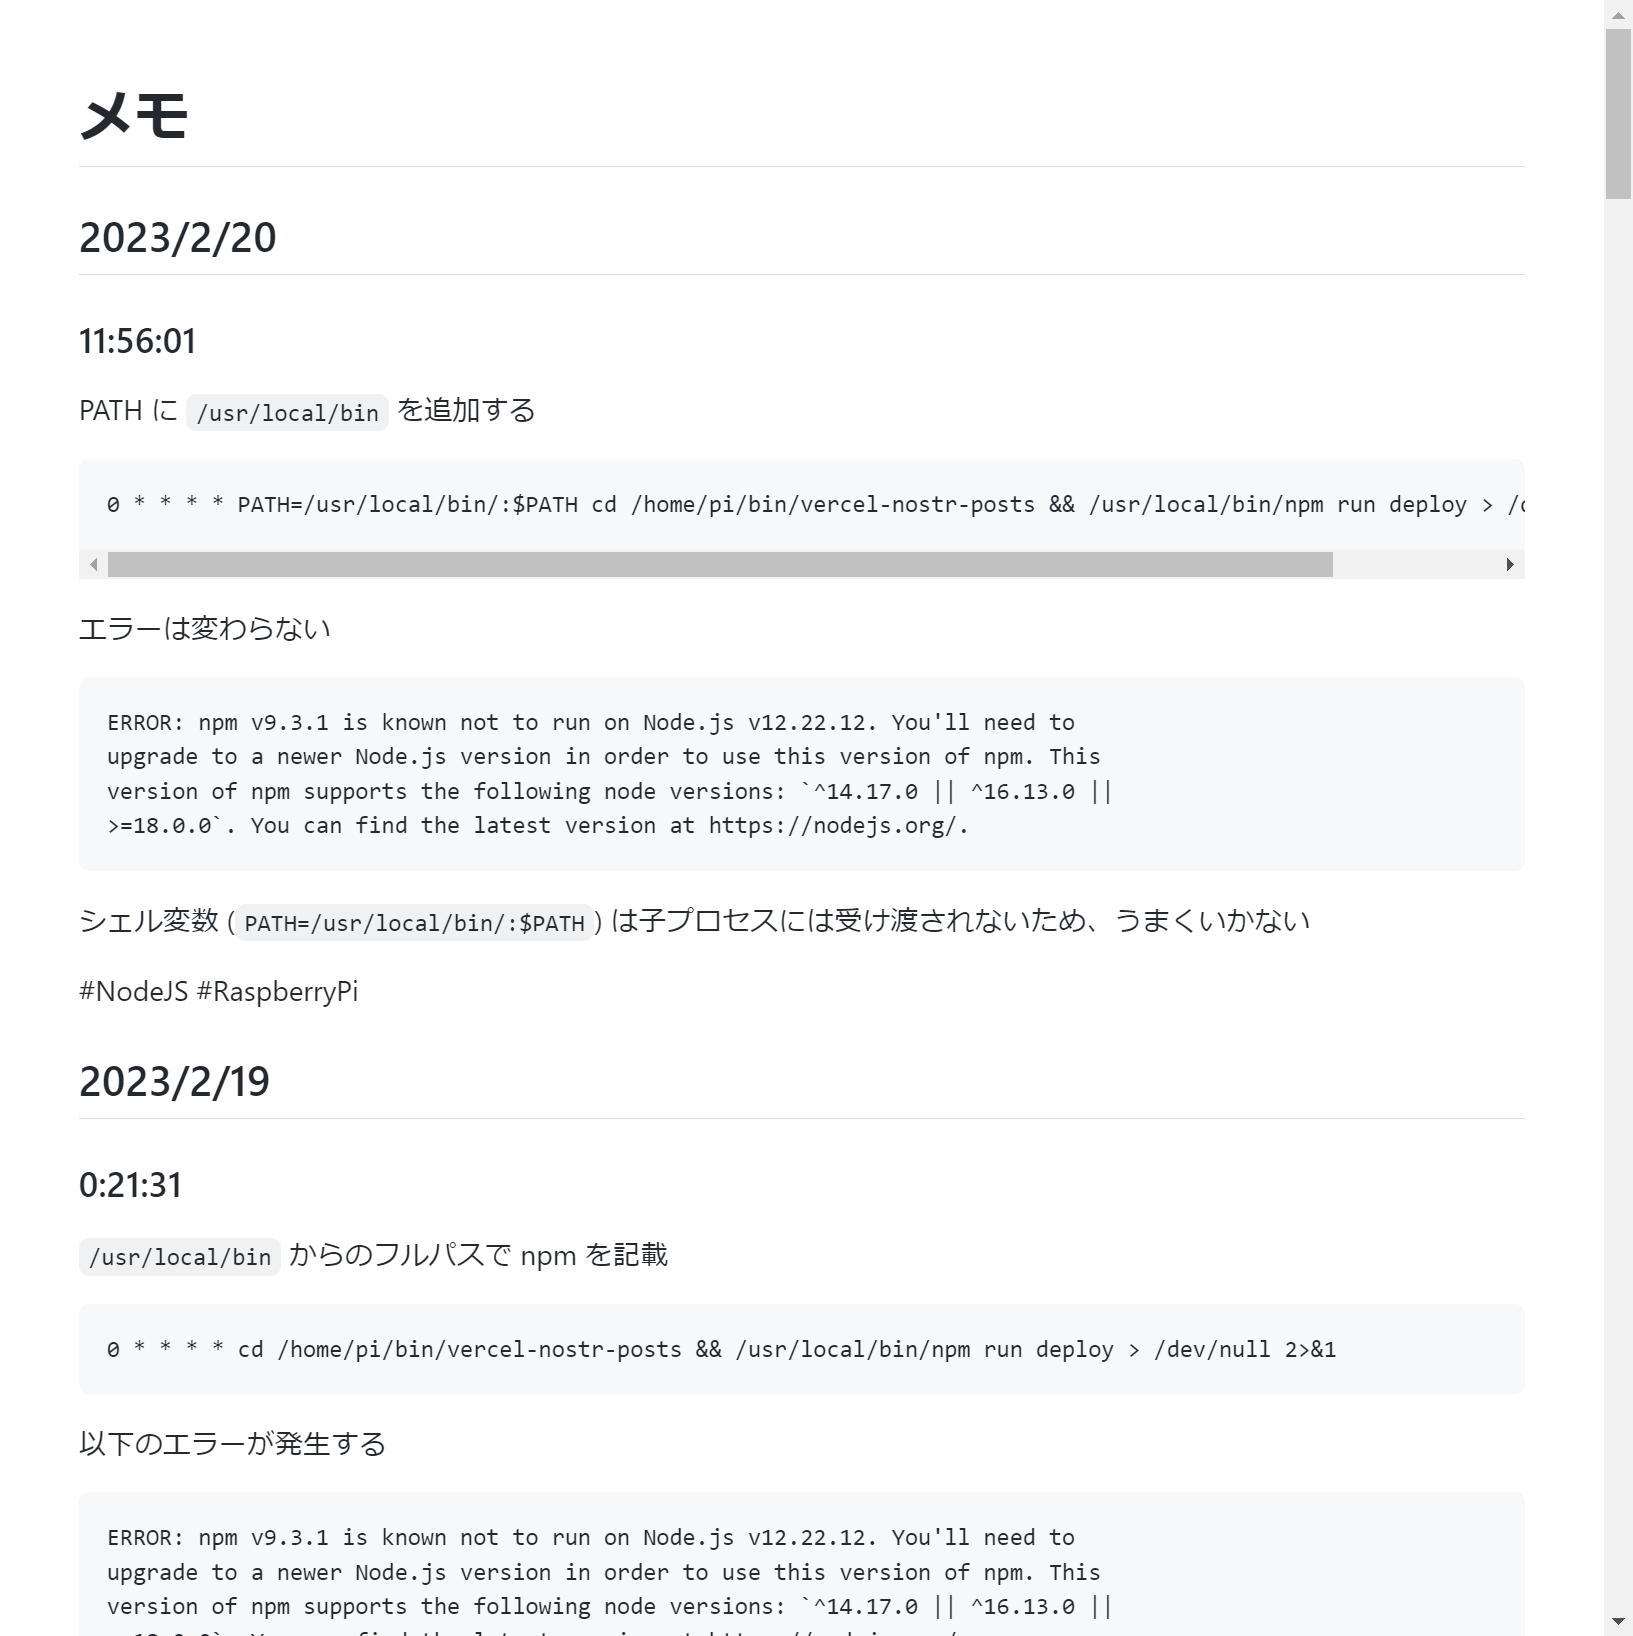 メモ
2023/2/20
11:56:01
PATH に /usr/local/bin を追加する
0 * * * * PATH=/usr/local/bin/:$PATH cd /home/pi/bin/vercel-nostr-posts && /usr/local/bin/npm run deploy > /
エラーは変わらない
ERROR: npm v9.3.1 is known not to run on Node.js v12.22.12. You'll need to
upgrade to a newer Node.js version in order to use this version of npm. This
version of npm supports the following node versions: `^14.17.0 || ^16.13.0 ||
>=18.0.0`. You can find the latest version at https://nodejs.org/.
シェル変数 (PATH=/usr/local/bin/:$PATH) は子プロセスには受け渡されないため、うまくいかない
#NodeJS #RaspberryPi
2023/2/19
0:21:31
/usr/local/bin からのフルパスで npm を記載
0 * * * * cd /home/pi/bin/vercel-nostr-posts && /usr/local/bin/npm run deploy > /dev/null 2>&1
以下のエラーが発生する
ERROR: npm v9.3.1 is known not to run on Node.js v12.22.12. You'll need to
upgrade to a newer Node.js version in order to use this version of npm. This
version of npm supports the following node versions: `^14.17.0 || ^16.13.0 ||